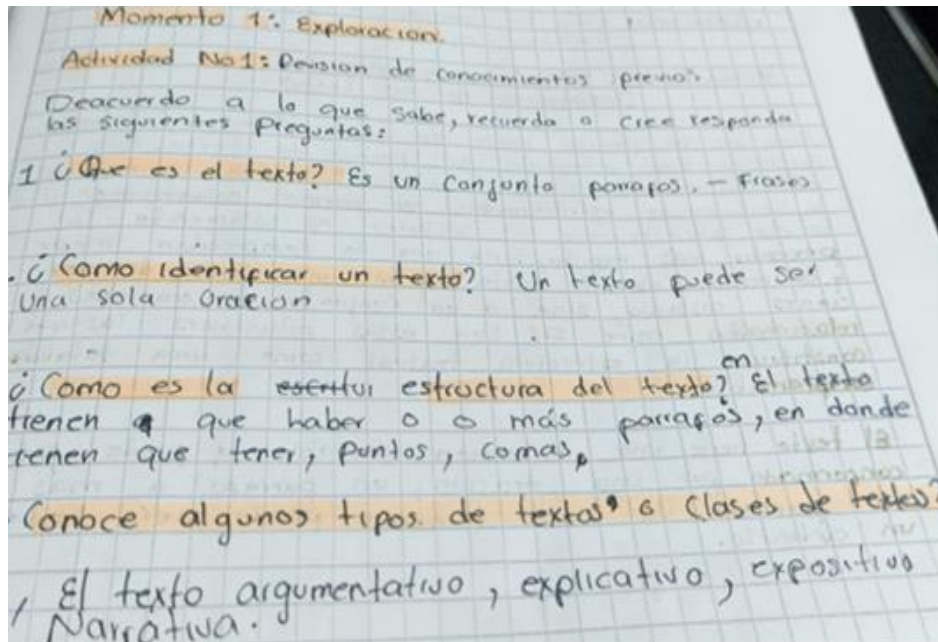 Momento 1: Exploracion.
Actividad No1: Revision de conocimientos previos.
Deacuerdo a lo que sabe, recuerda o cree responda
las siguientes Preguntas:
1 ¿Que es el texto? Es un Conjunto parrafos. - Frases
. ¿Como identificar un texto? Un texto puede ser
Una sola Oracion
¿Como es la estructura del texto? en El texto
tienen que haber o o más parrafos, en donde
tienen que tener, puntos, comas,
Conoce algunos tipos de textos o Clases de textos?
, El texto argumentativo, explicativo, expositivo
Narrativa.